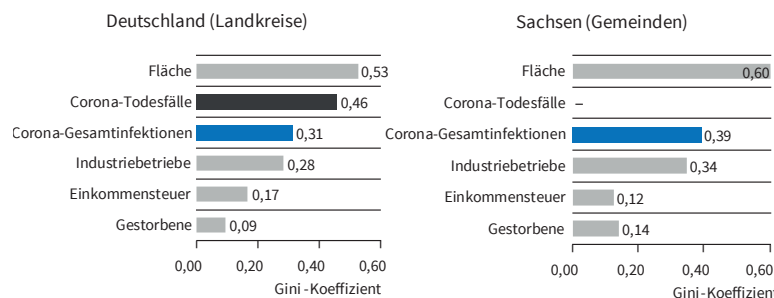 Deutschland (Landkreise)
Fläche 0,53
Corona-Todesfälle 0,46
Corona-Gesamtinfektionen 0,31
Industriebetriebe 0,28
Einkommensteuer 0,17
Gestorbene 0,09
0,00 0,20 0,40 0,60
Gini-Koeffizient
Sachsen (Gemeinden)
Fläche 0,60
Corona-Todesfälle –
Corona-Gesamtinfektionen 0,39
Industriebetriebe 0,34
Einkommensteuer 0,12
Gestorbene 0,14
0,00 0,20 0,40 0,60
Gini-Koeffizient